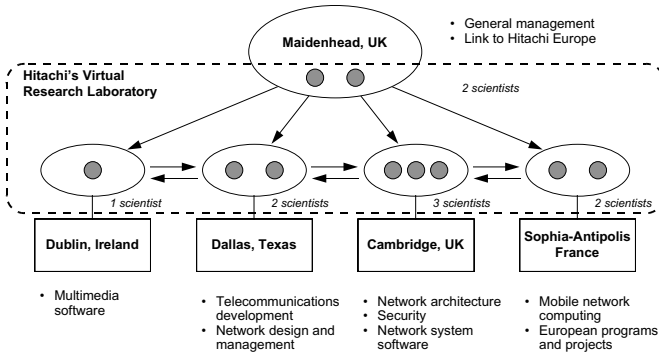 • General management
Maidenhead, UK
• Link to Hitachi Europe
Hitachi's Virtual
Research Laboratory
2 scientists
1 scientist
2 scientists
3 scientists
2 scientists
Dublin, Ireland
Dallas, Texas
Cambridge, UK
Sophia-Antipolis
France
• Multimedia
software
• Telecommunications
development
• Network design and
management
• Network architecture
• Security
• Network system
software
• Mobile network
computing
• European programs
and projects